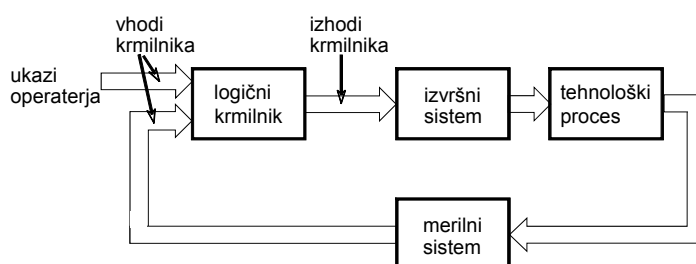 vhodi
krmilnika
izhodi
krmilnika
ukazi
operaterja
logični
krmilnik
izvršni
sistem
tehnološki
proces
merilni
sistem